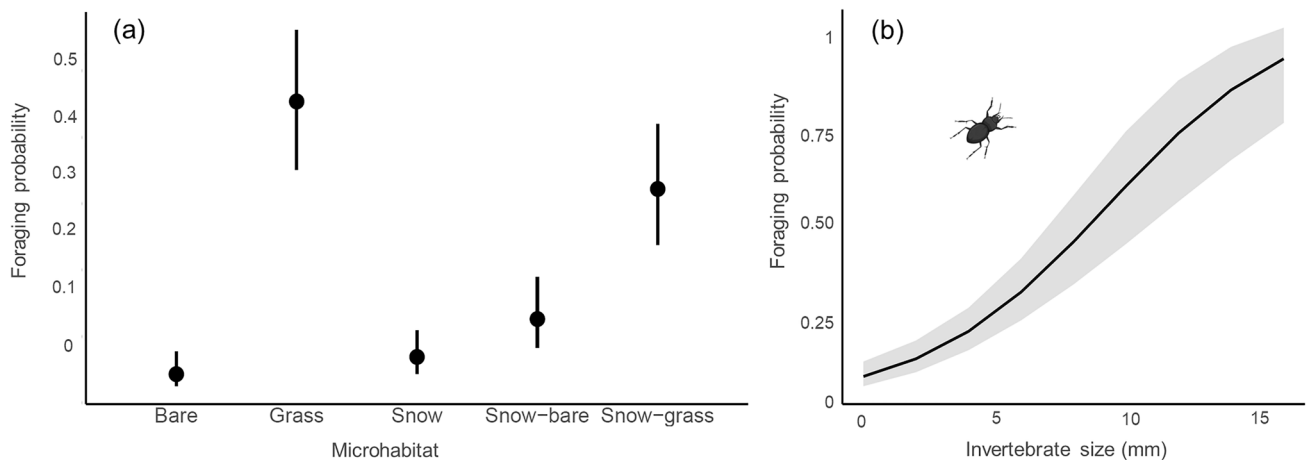 (a)
Foraging probability
0.5
0.4
0.3
0.2
0.1
0
Bare Grass Snow Snow-bare Snow-grass
Microhabitat
(b)
Foraging probability
1
0.75
0.50
0.25
0
0 5 10 15
Invertebrate size (mm)